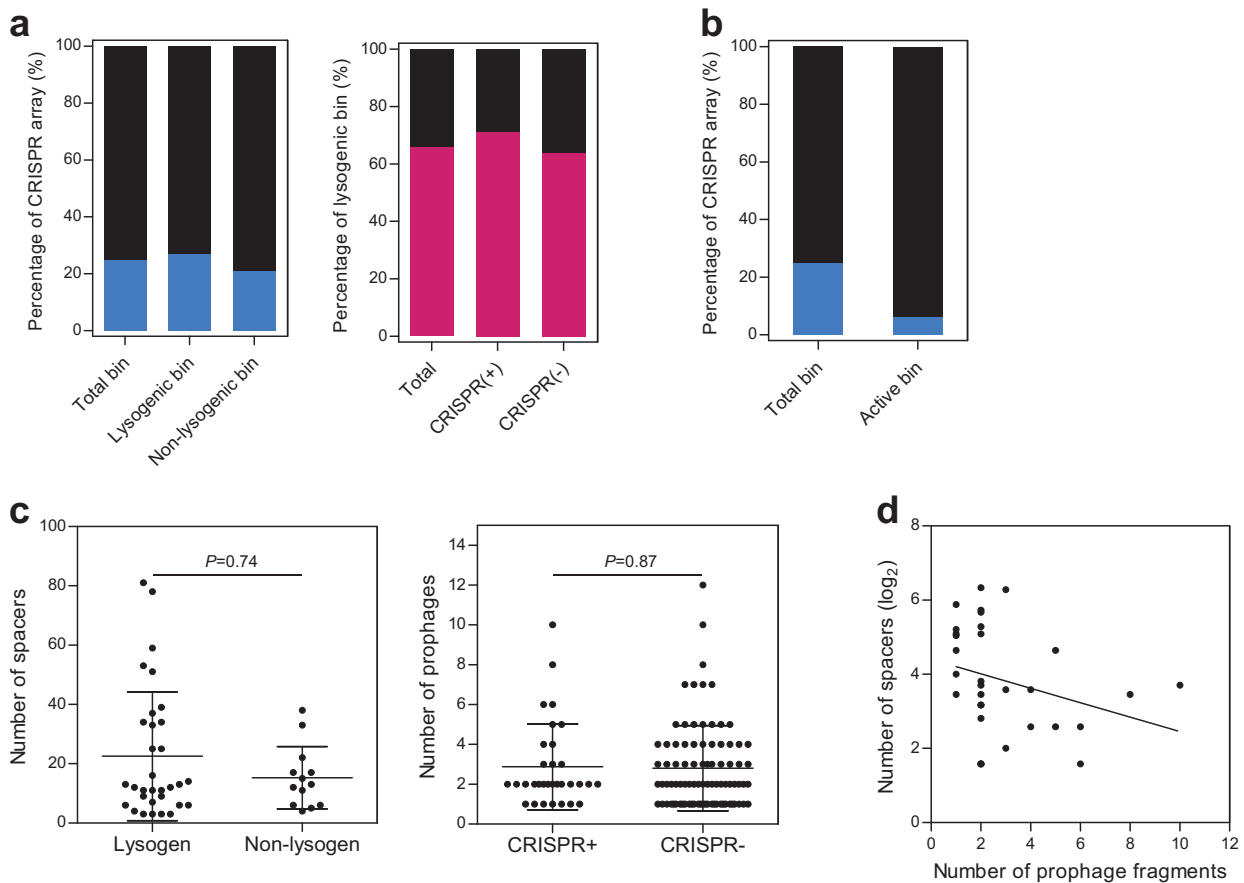 a
Percentage of CRISPR array (%)
100
80
60
40
20
0
Total bin
Lysogenic bin
Non-lysogenic bin
Percentage of lysogenic bin (%)
100
80
60
40
20
0
Total
CRISPR(+)
CRISPR(-)
b
Percentage of CRISPR array (%)
100
80
60
40
20
0
Total bin
Active bin
c
Number of spacers
100
80
60
40
20
0
P=0.74
Lysogen
Non-lysogen
Number of prophages
14
12
10
8
6
4
2
0
P=0.87
CRISPR+
CRISPR-
d
Number of spacers (log₂)
8
6
4
2
0
0 2 4 6 8 10 12
Number of prophage fragments